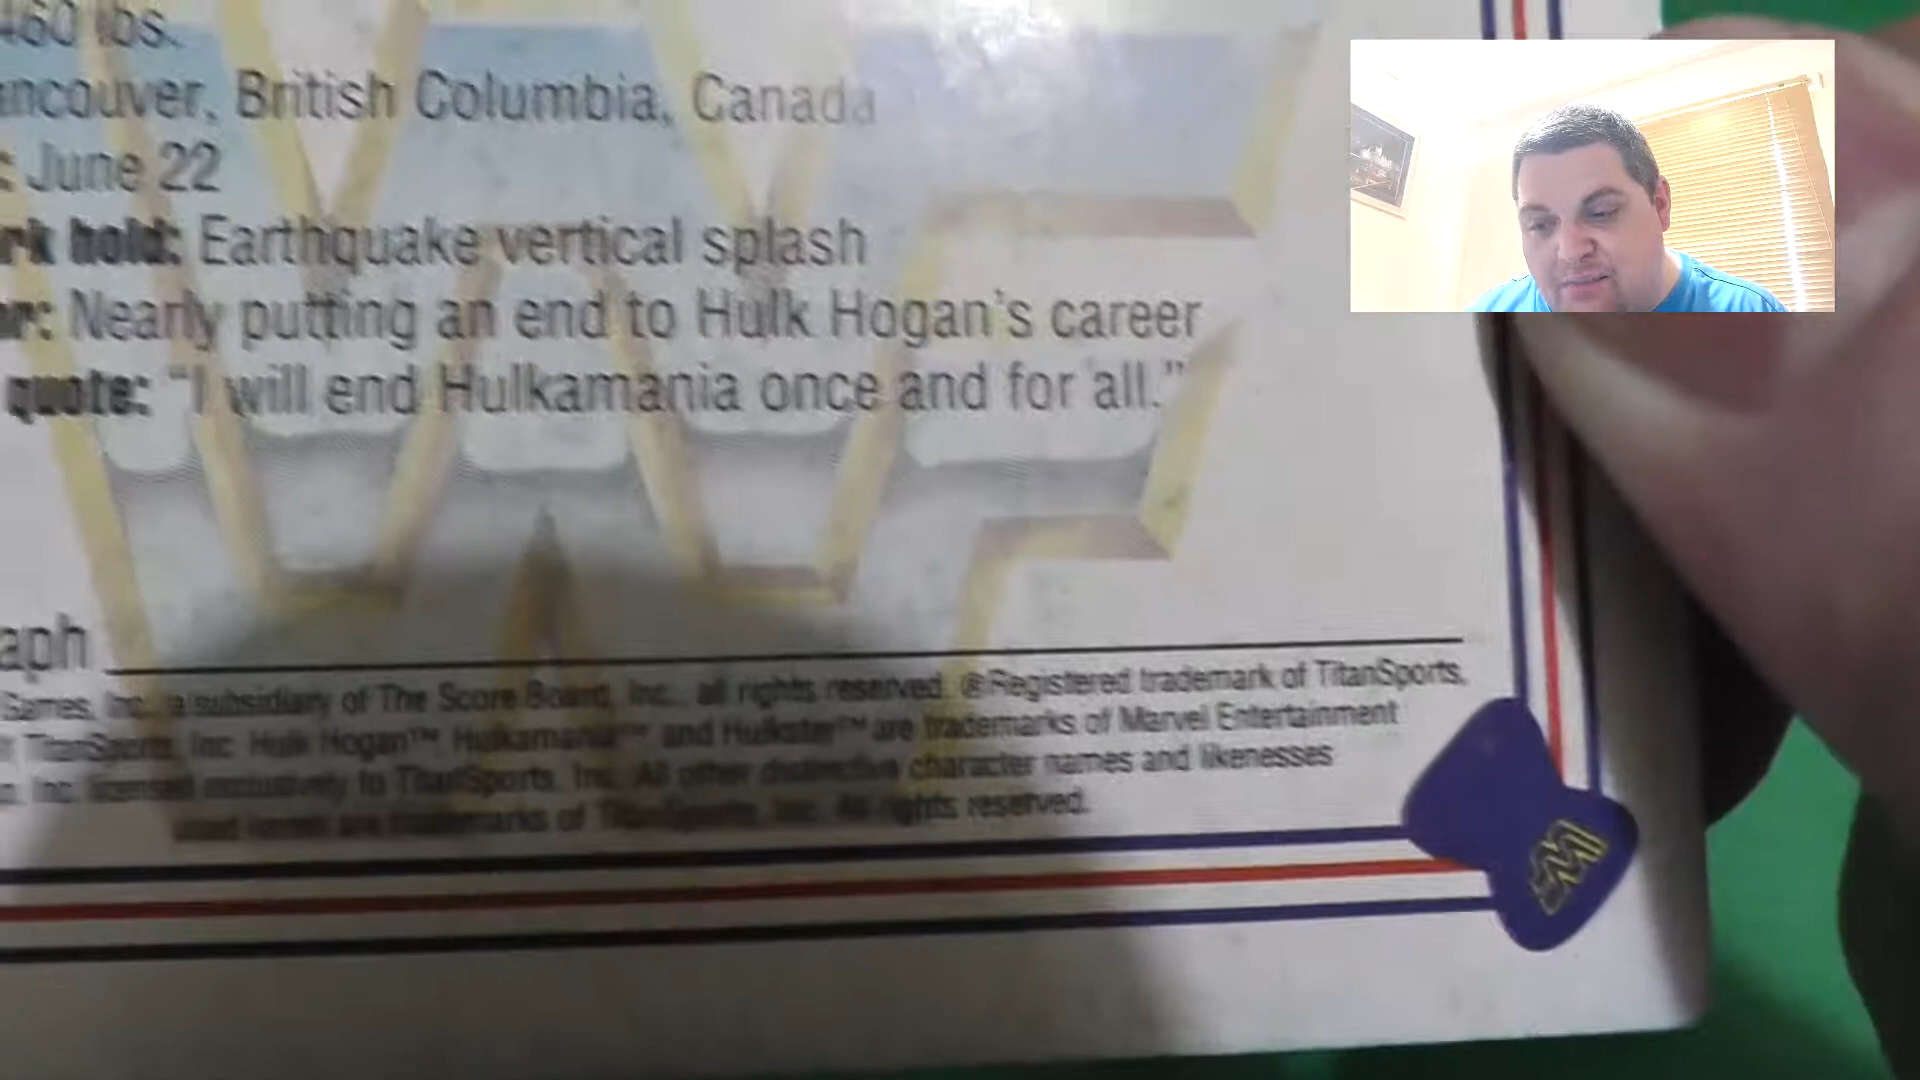 460 lbs.
ancouver, British Columbia, Canada
: June 22
rk hold: Earthquake vertical splash
r: Nearly putting an end to Hulk Hogan's career
quote: "I will end Hulkamania once and for all."
aph
Games, Inc., a subsidiary of The Score Board, Inc., all rights reserved. ®Registered trademark of TitanSports,
TitanSports, Inc. Hulk Hogan™ Hulkamania™ and Hulkster™ are trademarks of Marvel Entertainment
Inc. licensed exclusively to TitanSports, Inc. All other distinctive character names and likenesses
used herein are trademarks of TitanSports, Inc. All rights reserved.